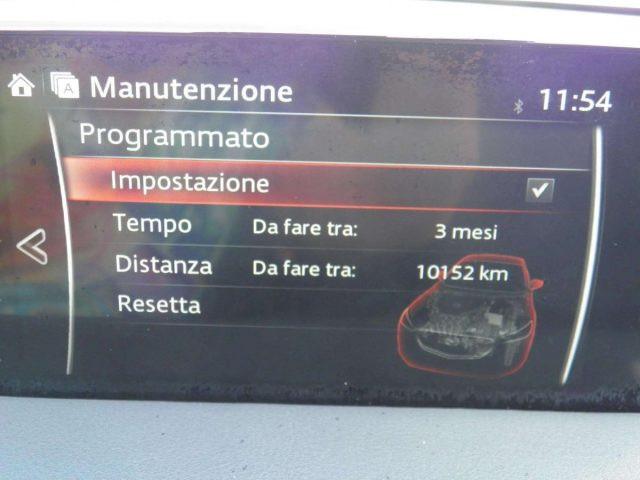 A Manutenzione 11:54
Programmato
Impostazione
Tempo Da fare tra: 3 mesi
Distanza Da fare tra: 10152 km
Resetta